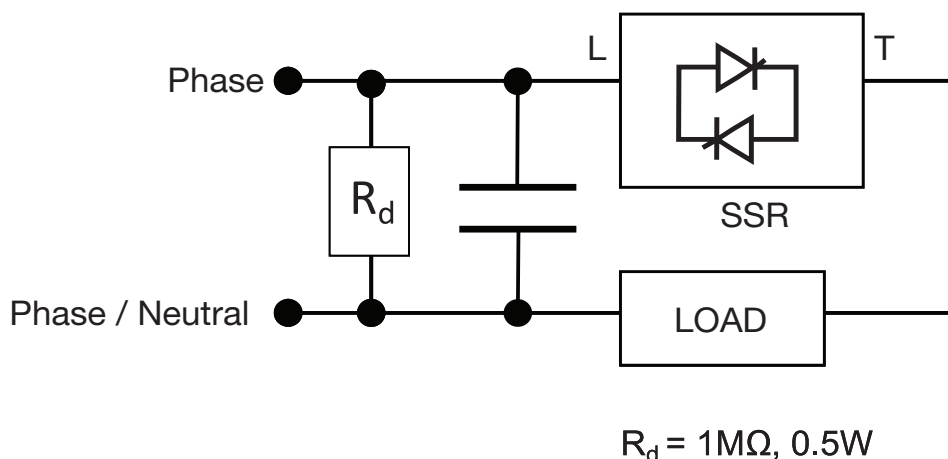 L
T
Phase
Rd
SSR
Phase / Neutral
LOAD
Rd = 1MΩ, 0.5W